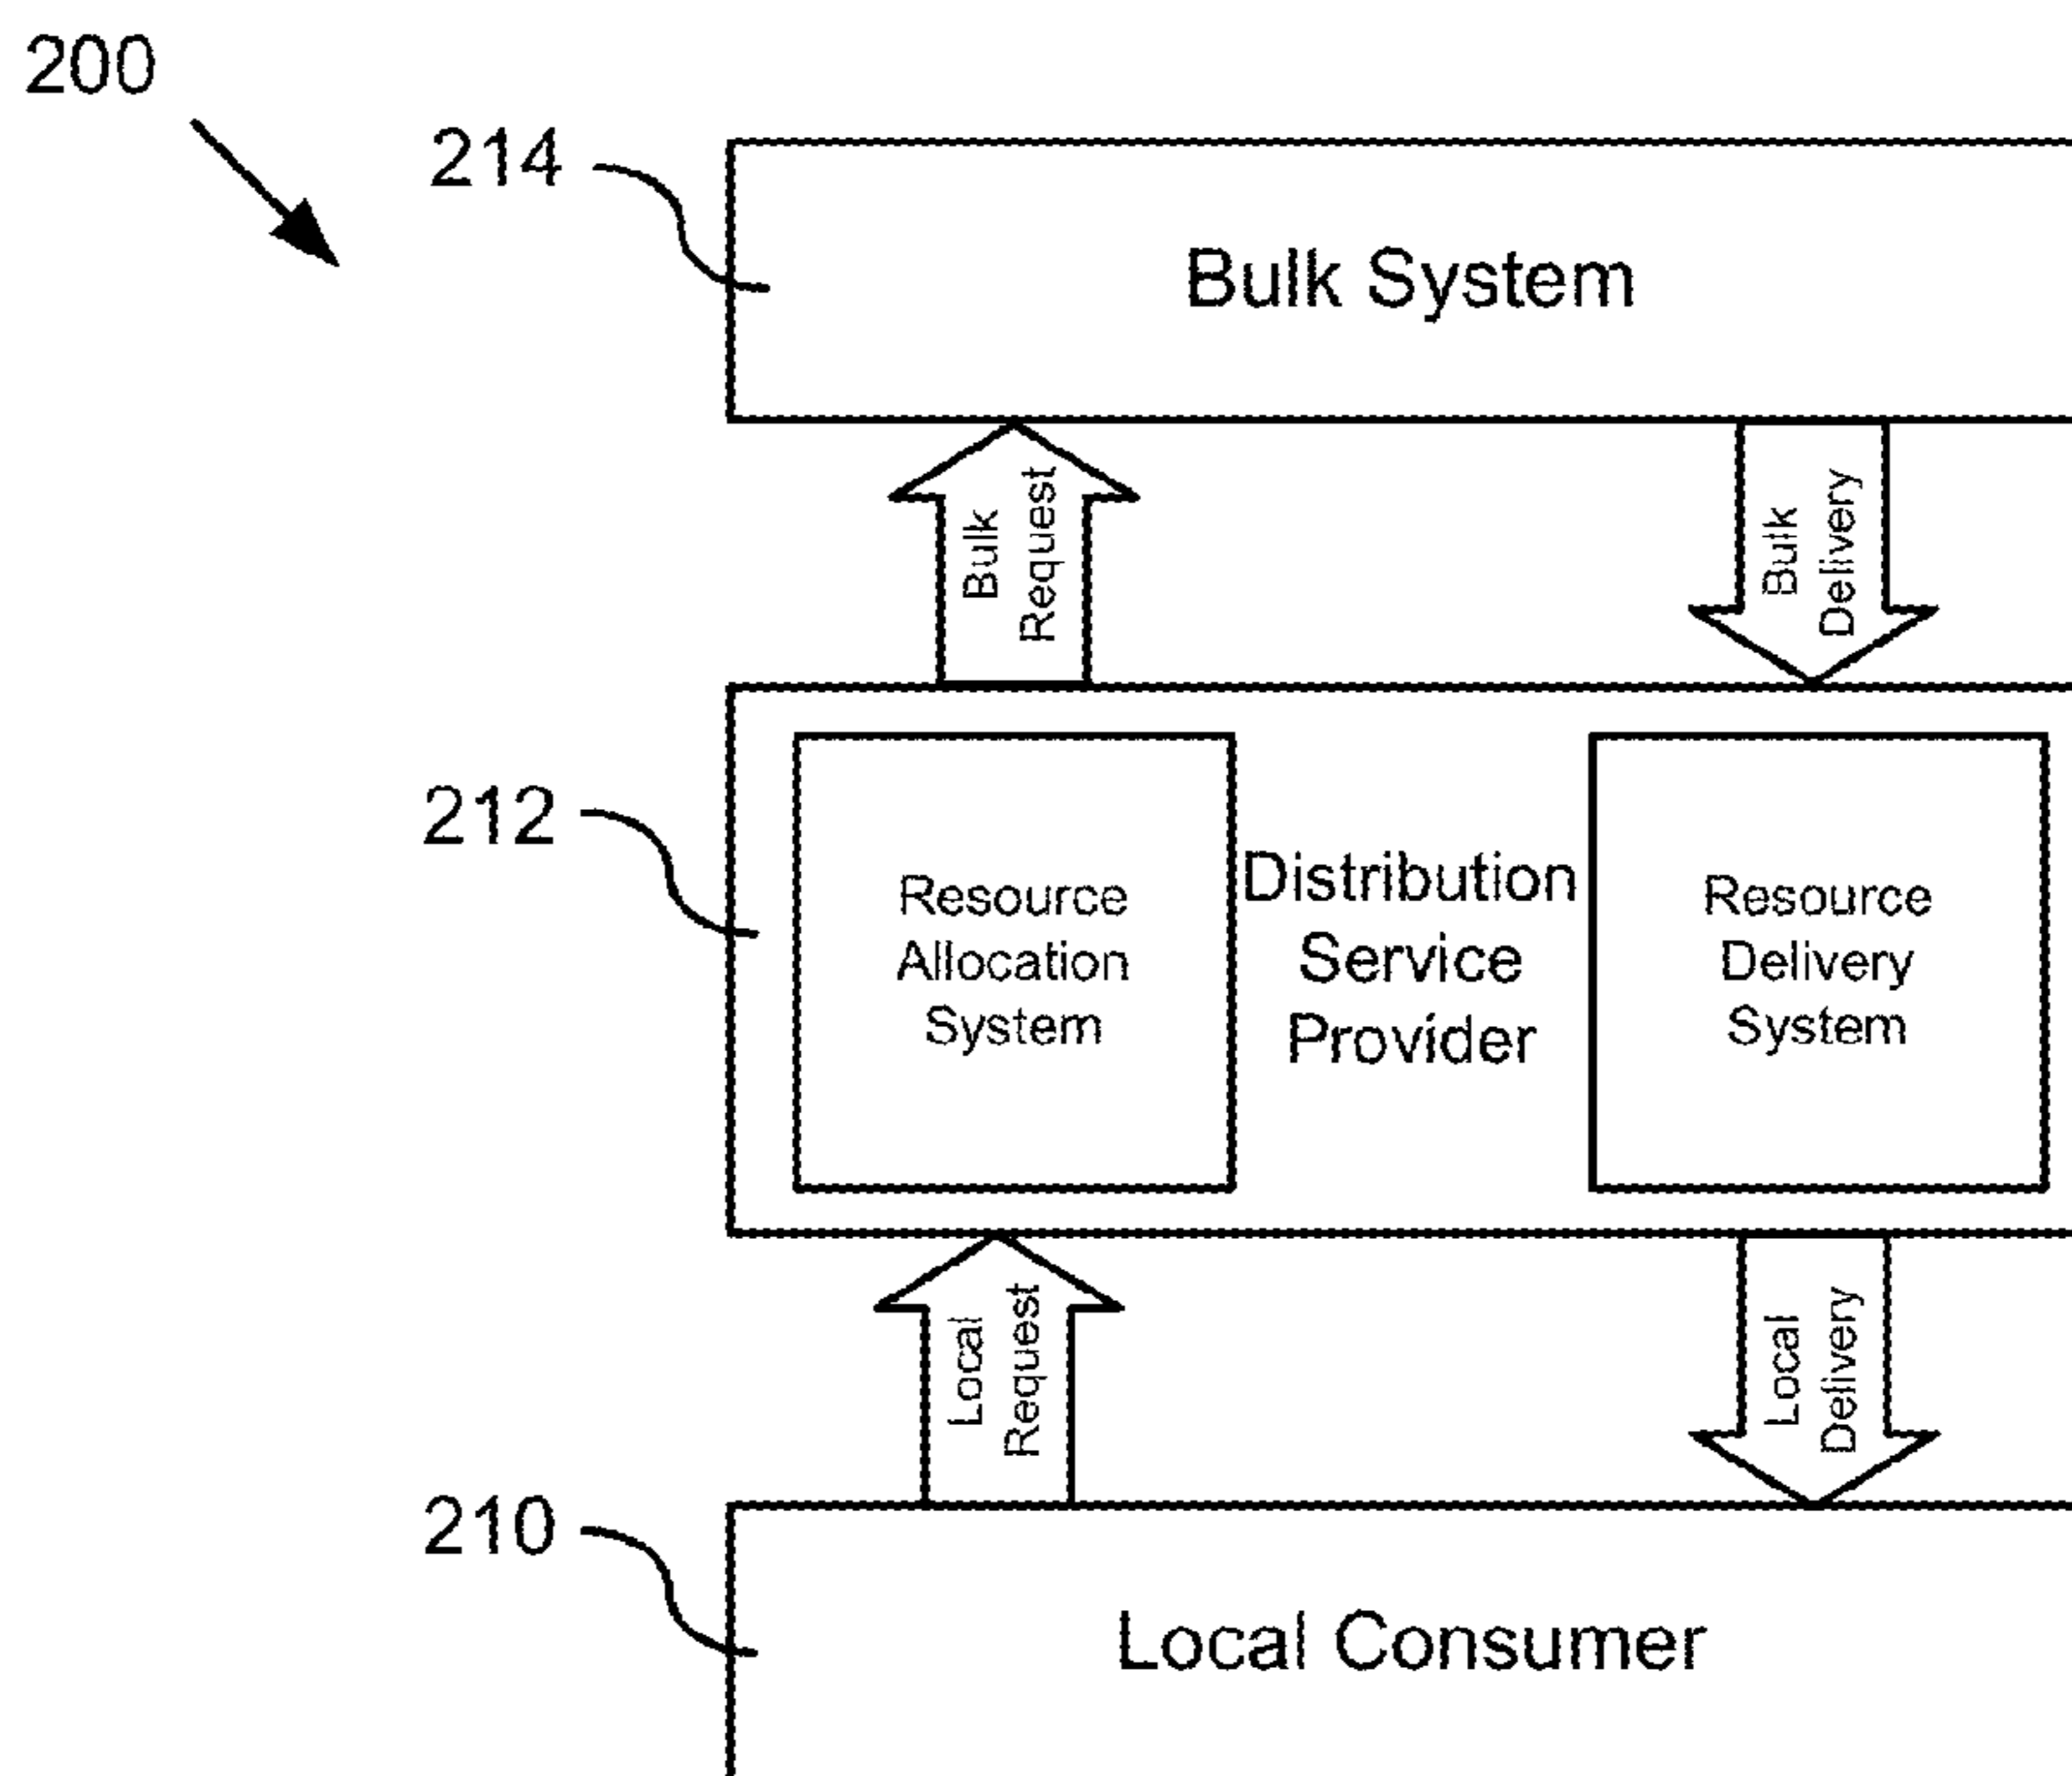 200
214
Bulk System
Bulk
Request
Bulk
Delivery
212
Resource
Allocation
System
Distribution
Service
Provider
Resource
Delivery
System
Local
Request
Local
Delivery
210
Local Consumer